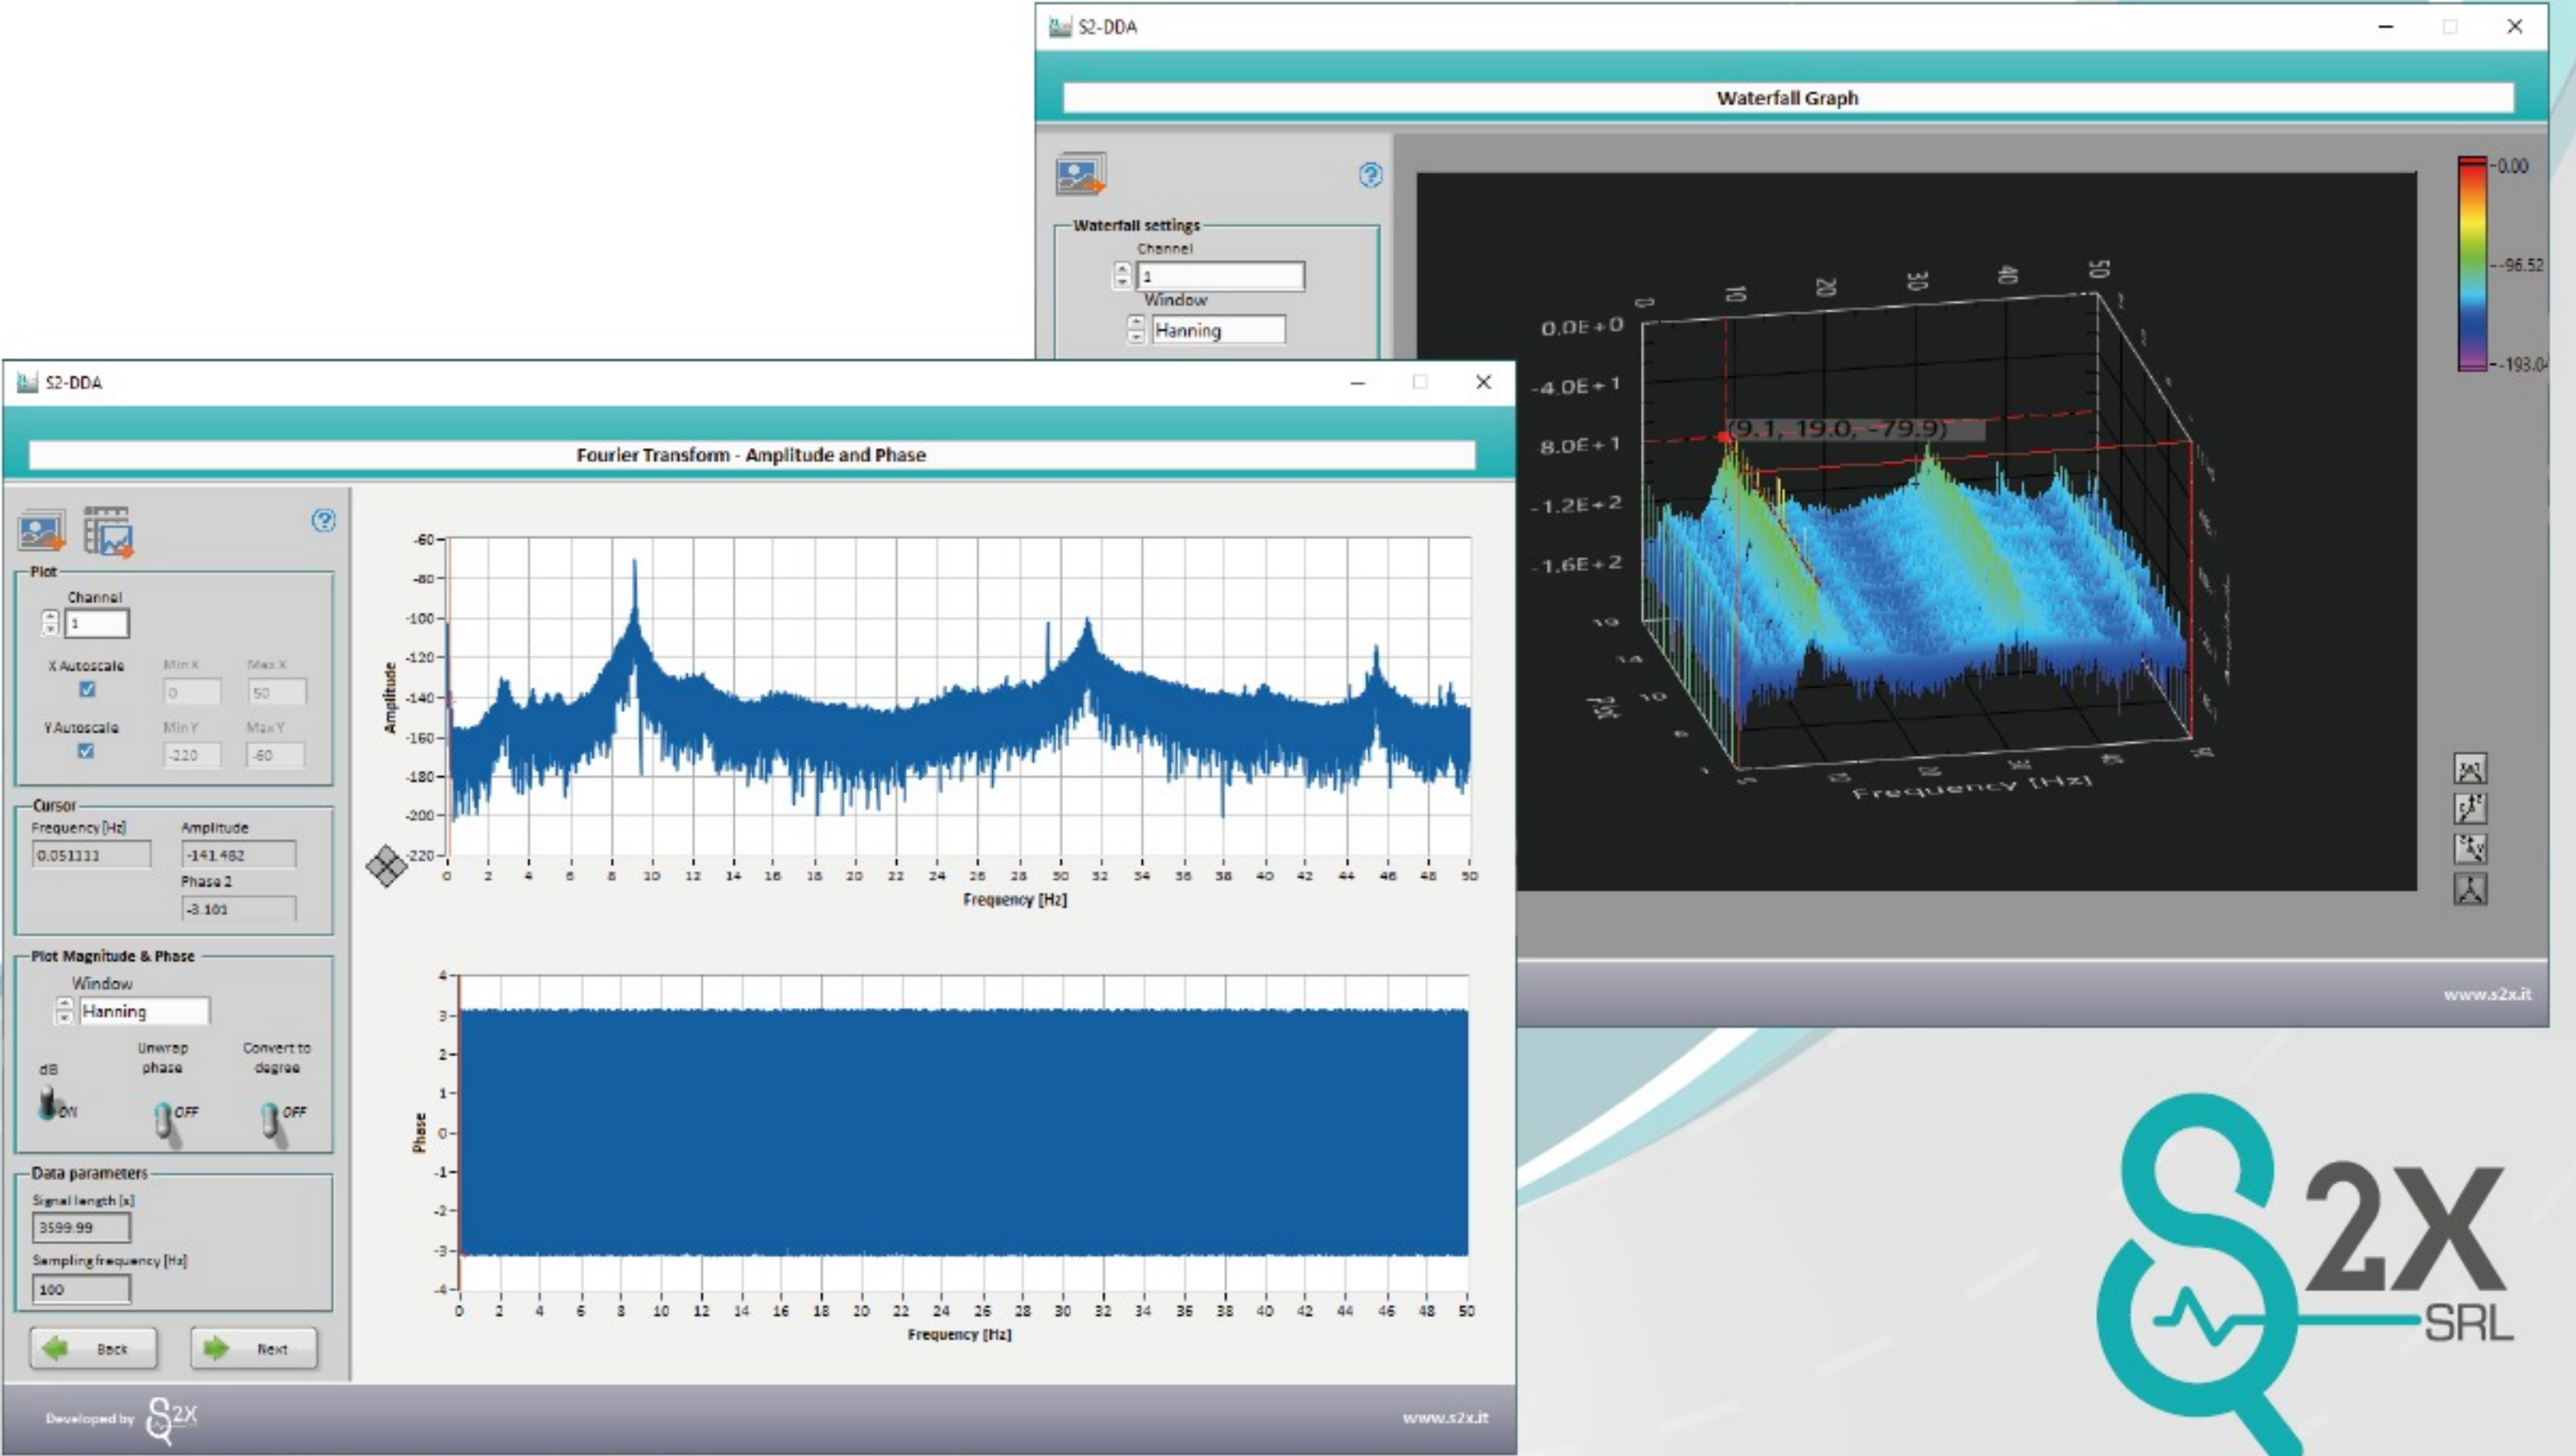 S2-DDA
Waterfall Graph
Waterfall settings
Channel
1
Window
Hanning
0.00
-96.52
0 10 20 30 40 50
0.0E+0
-4.0E+1
8.0E+1
-1.2E+2
-1.6E+2
(9.1, 19.0, -79.9)
19
14
10
Frequency [Hz]
www.s2x.it
S2-DDA
Fourier Transform - Amplitude and Phase
Plot
Channel
1
X Autoscale Min X Max X
0 50
Y Autoscale Min Y Max Y
-220 -60
Cursor
Frequency [Hz] Amplitude
0.051111 -141.482
Phase 2
-3.101
Plot Magnitude & Phase
Window
Hanning
dB Unwrap phase Convert to degree
ON OFF OFF
Data parameters
Signal length [s]
3599.99
Sampling frequency [Hz]
100
Back Next
Amplitude
-60
-80
-100
-120
-140
-160
-180
-200
-220
0 2 4 6 8 10 12 14 16 18 20 22 24 26 28 30 32 34 36 38 40 42 44 46 48 50
Frequency [Hz]
Phase
4
3
2
1
0
-1
-2
-3
-4
0 2 4 6 8 10 12 14 16 18 20 22 24 26 28 30 32 34 36 38 40 42 44 46 48 50
Frequency [Hz]
Developed by S2X
www.s2x.it
S2X
SRL